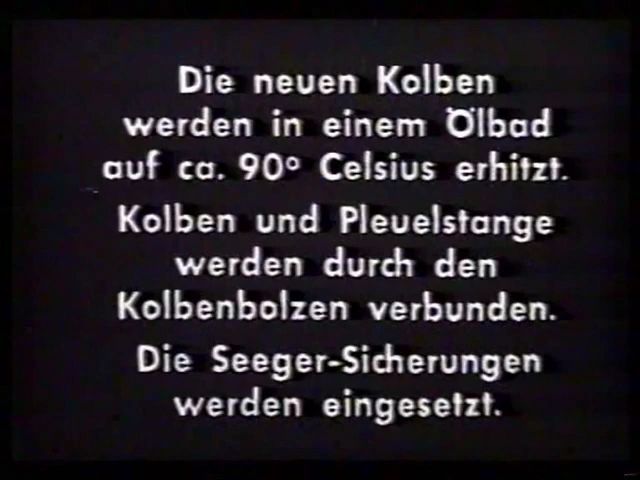 Die neuen Kolben
werden in einem Ölbad
auf ca. 90° Celsius erhitzt.
Kolben und Pleuelstange
werden durch den
Kolbenbolzen verbunden.
Die Seeger-Sicherungen
werden eingesetzt.